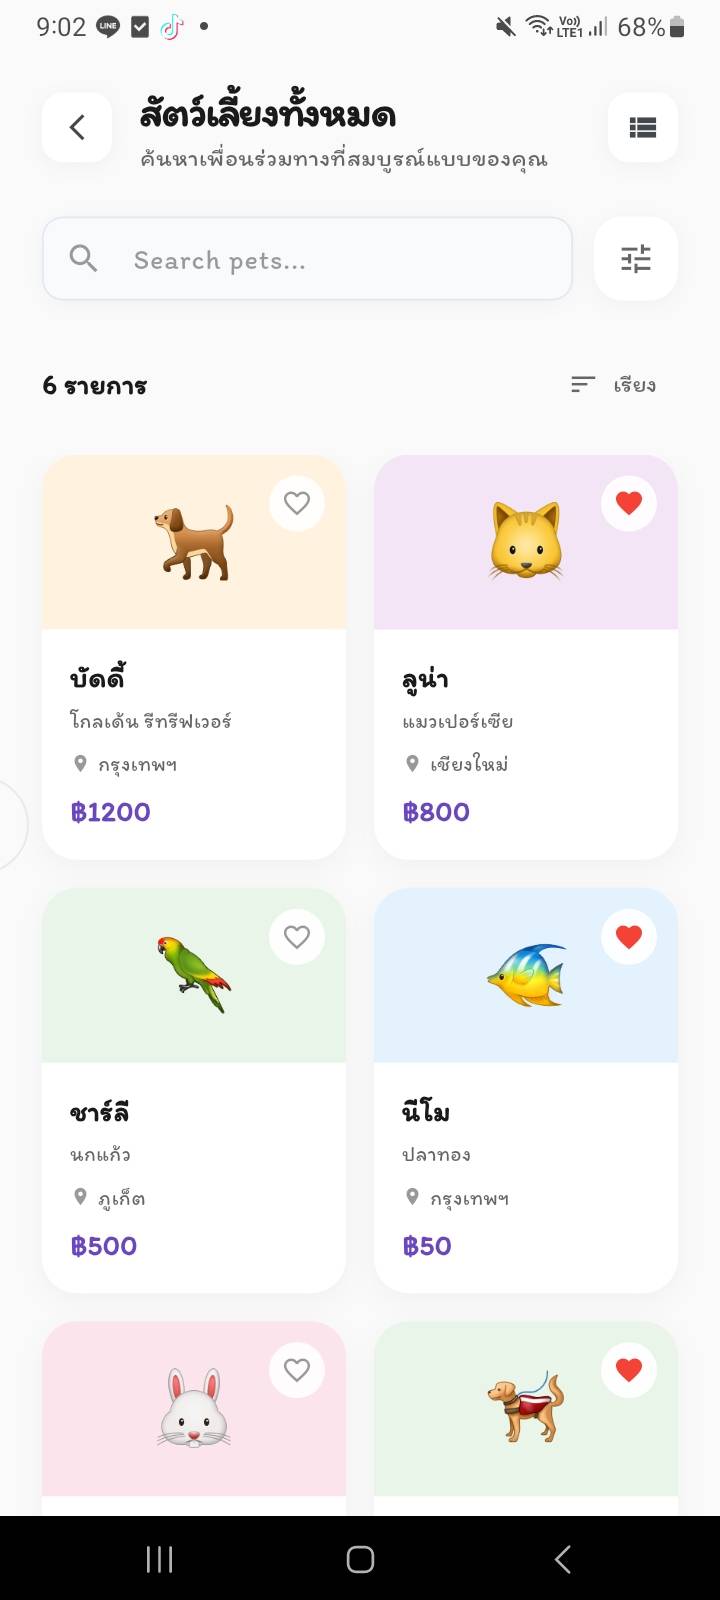 9:02
LINE
Vo)) LTE1
68%
สัตว์เลี้ยงทั้งหมด
ค้นหาเพื่อนร่วมทางที่สมบูรณ์แบบของคุณ
Search pets...
6 รายการ
เรียง
บัดดี้
ลูน่า
โกลเด้น รีทรีฟเวอร์
แมวเปอร์เซีย
กรุงเทพฯ
เชียงใหม่
฿1200
฿800
ชาร์ลี
นีโม
นกแก้ว
ปลาทอง
ภูเก็ต
กรุงเทพฯ
฿500
฿50